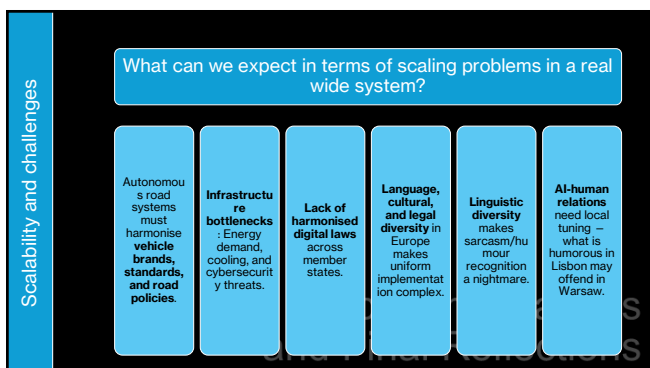 Scalability and challenges
What can we expect in terms of scaling problems in a real
wide system?
Autonomou
s road
systems
must
harmonise
vehicle
brands,
standards,
and road
policies.
Infrastructu
re
bottlenecks
: Energy
demand,
cooling, and
cybersecurit
y threats.
Lack of
harmonised
digital laws
across
member
states.
Language,
cultural,
and legal
diversity in
Europe
makes
uniform
implementat
ion complex.
Linguistic
diversity
makes
sarcasm/hu
mour
recognition
a nightmare.
AI-human
relations
need local
tuning –
what is
humorous in
Lisbon may
offend in
Warsaw.